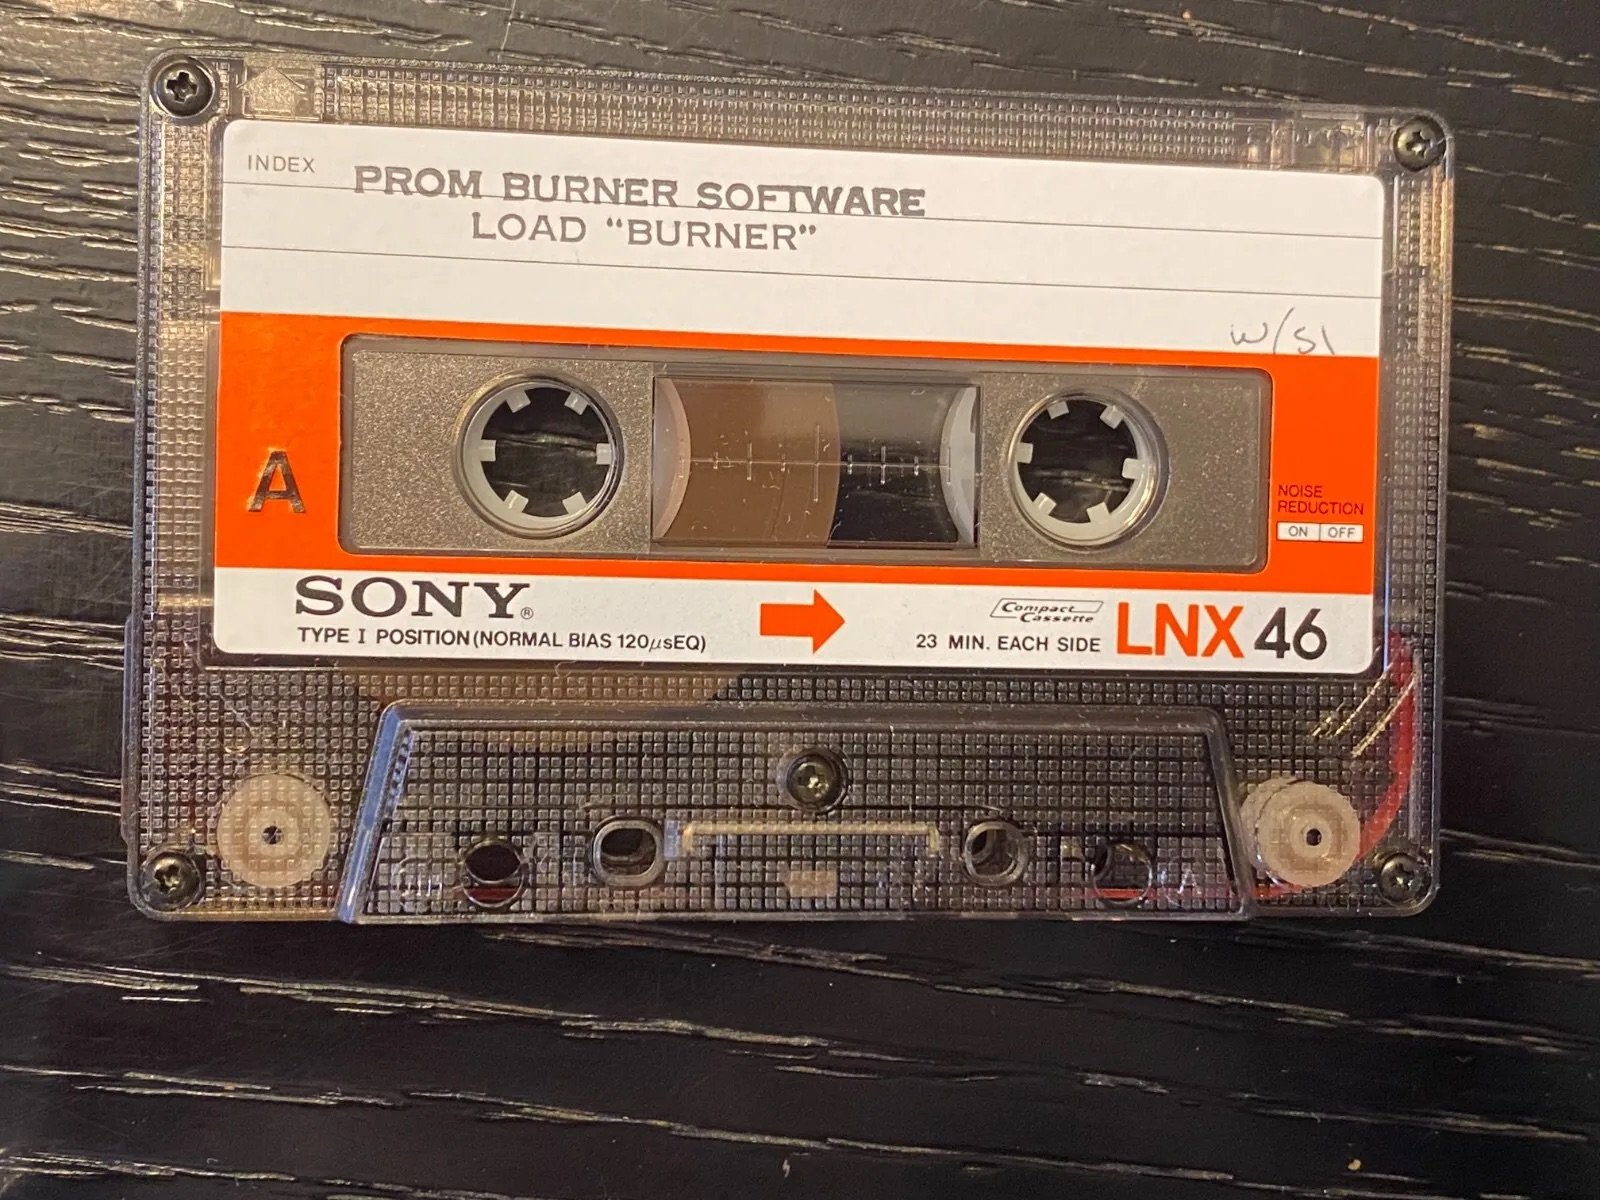 INDEX
PROM BURNER SOFTWARE
LOAD “BURNER”
w/sl
A
NOISE
REDUCTION
ON OFF
SONY®
TYPE I POSITION (NORMAL BIAS 120µsEQ)
Compact
Cassette
23 MIN. EACH SIDE
LNX 46